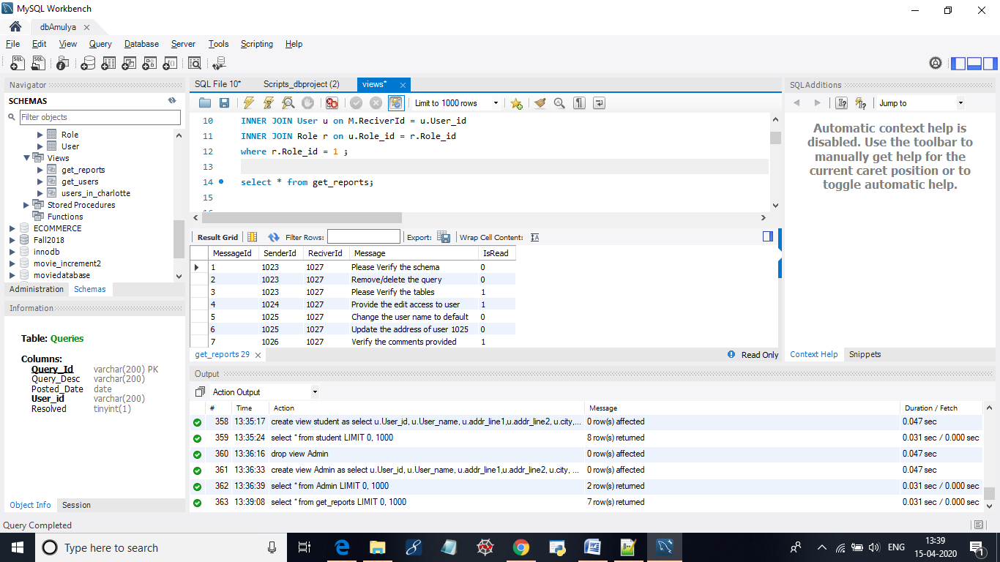 MySQL Workbench
dbAmulya
File Edit View Query Database Server Tools Scripting Help
Navigator
SCHEMAS
Filter objects
Role
User
Views
get_reports
get_users
users_in_charlotte
Stored Procedures
Functions
ECOMMERCE
Fall2018
innodb
movie_increment2
moviedatabase
Administration Schemas
Information
Table: Queries
Columns:
Query_Id varchar(200) PK
Query_Desc varchar(200)
Posted_Date date
User_id varchar(200)
Resolved tinyint(1)
Object Info Session
SQL File 10* Scripts_dbproject (2) views*
Limit to 1000 rows
10 INNER JOIN User u on M.ReciverId = u.User_id
11 INNER JOIN Role r on u.Role_id = r.Role_id
12 where r.Role_id = 1 ;
13
14 select * from get_reports;
15
Result Grid Filter Rows: Export: Wrap Cell Content:
MessageId SenderId ReciverId Message IsRead
1 1023 1027 Please Verify the schema 0
2 1023 1027 Remove/delete the query 0
3 1023 1027 Please Verify the tables 1
4 1024 1027 Provide the edit access to user 1
5 1025 1027 Change the user name to default 0
6 1025 1027 Update the address of user 1025 0
7 1026 1027 Verify the comments provided 1
get_reports 29 Read Only
SQLAdditions
Jump to
Automatic context help is
disabled. Use the toolbar to
manually get help for the
current caret position or to
toggle automatic help.
Context Help Snippets
Output
Action Output
# Time Action Message Duration / Fetch
358 13:35:17 create view student as select u.User_id, u.User_name, u.addr_line1,u.addr_line2, u.city,... 0 row(s) affected 0.047 sec
359 13:35:24 select * from student LIMIT 0, 1000 8 row(s) returned 0.031 sec / 0.000 sec
360 13:36:16 drop view Admin 0 row(s) affected 0.047 sec
361 13:36:33 create view Admin as select u.User_id, u.User_name, u.addr_line1,u.addr_line2, u.city, ... 0 row(s) affected 0.047 sec
362 13:36:39 select * from Admin LIMIT 0, 1000 2 row(s) returned 0.031 sec / 0.000 sec
363 13:39:08 select * from get_reports LIMIT 0, 1000 7 row(s) returned 0.031 sec / 0.000 sec
Query Completed
Type here to search
ENG
13:39
15-04-2020
1